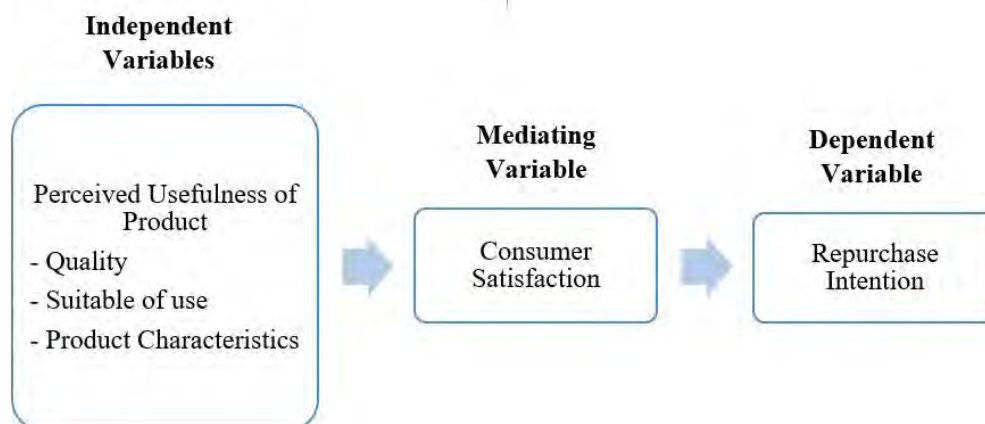 Independent
Variables
Perceived Usefulness of
Product
- Quality
- Suitable of use
- Product Characteristics
Mediating
Variable
Consumer
Satisfaction
Dependent
Variable
Repurchase
Intention